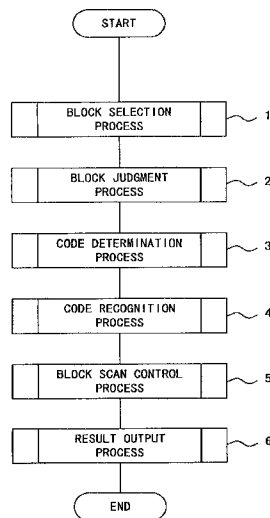 START
BLOCK SELECTION
PROCESS
1
BLOCK JUDGMENT
PROCESS
2
CODE DETERMINATION
PROCESS
3
CODE RECOGNITION
PROCESS
4
BLOCK SCAN CONTROL
PROCESS
5
RESULT OUTPUT
PROCESS
6
END